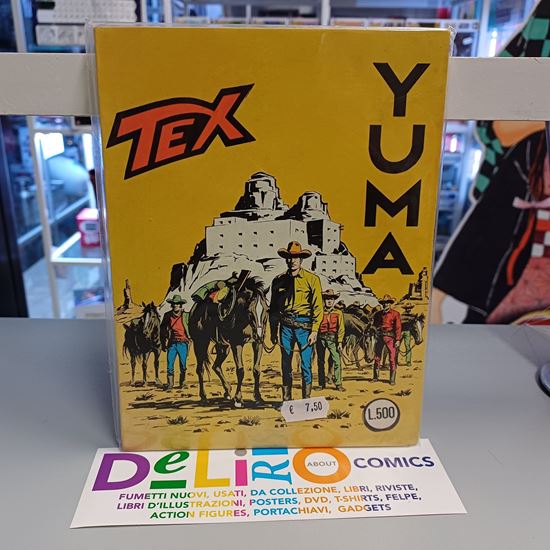 TEX
YUMA
€ 7,50
L.500
DeLiRiO ABOUT COMICS
FUMETTI NUOVI, USATI, DA COLLEZIONE, LIBRI, RIVISTE,
LIBRI D'ILLUSTRAZIONI, POSTERS, DVD, T-SHIRTS, FELPE,
ACTION FIGURES, PORTACHIAVI, GADGETS